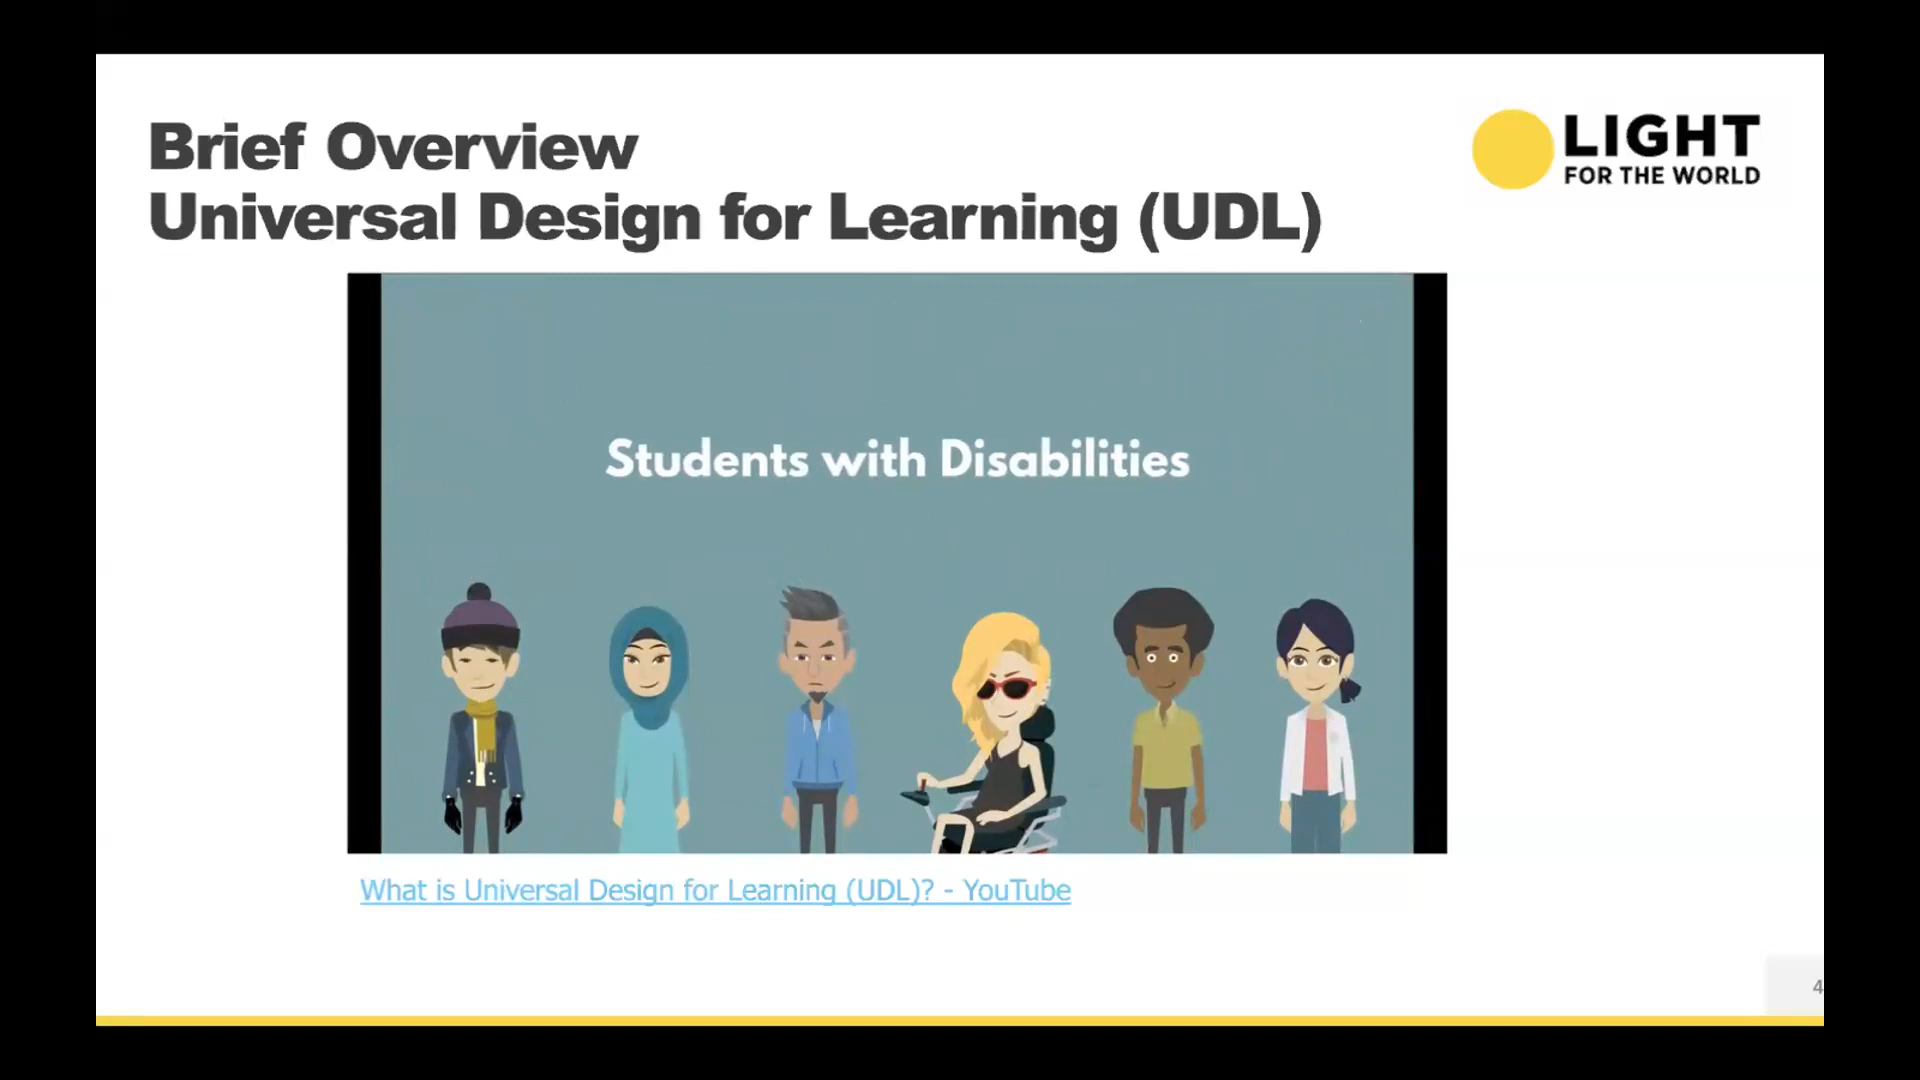 Brief Overview
Universal Design for Learning (UDL)
LIGHT
FOR THE WORLD
Students with Disabilities
What is Universal Design for Learning (UDL)? - YouTube
4